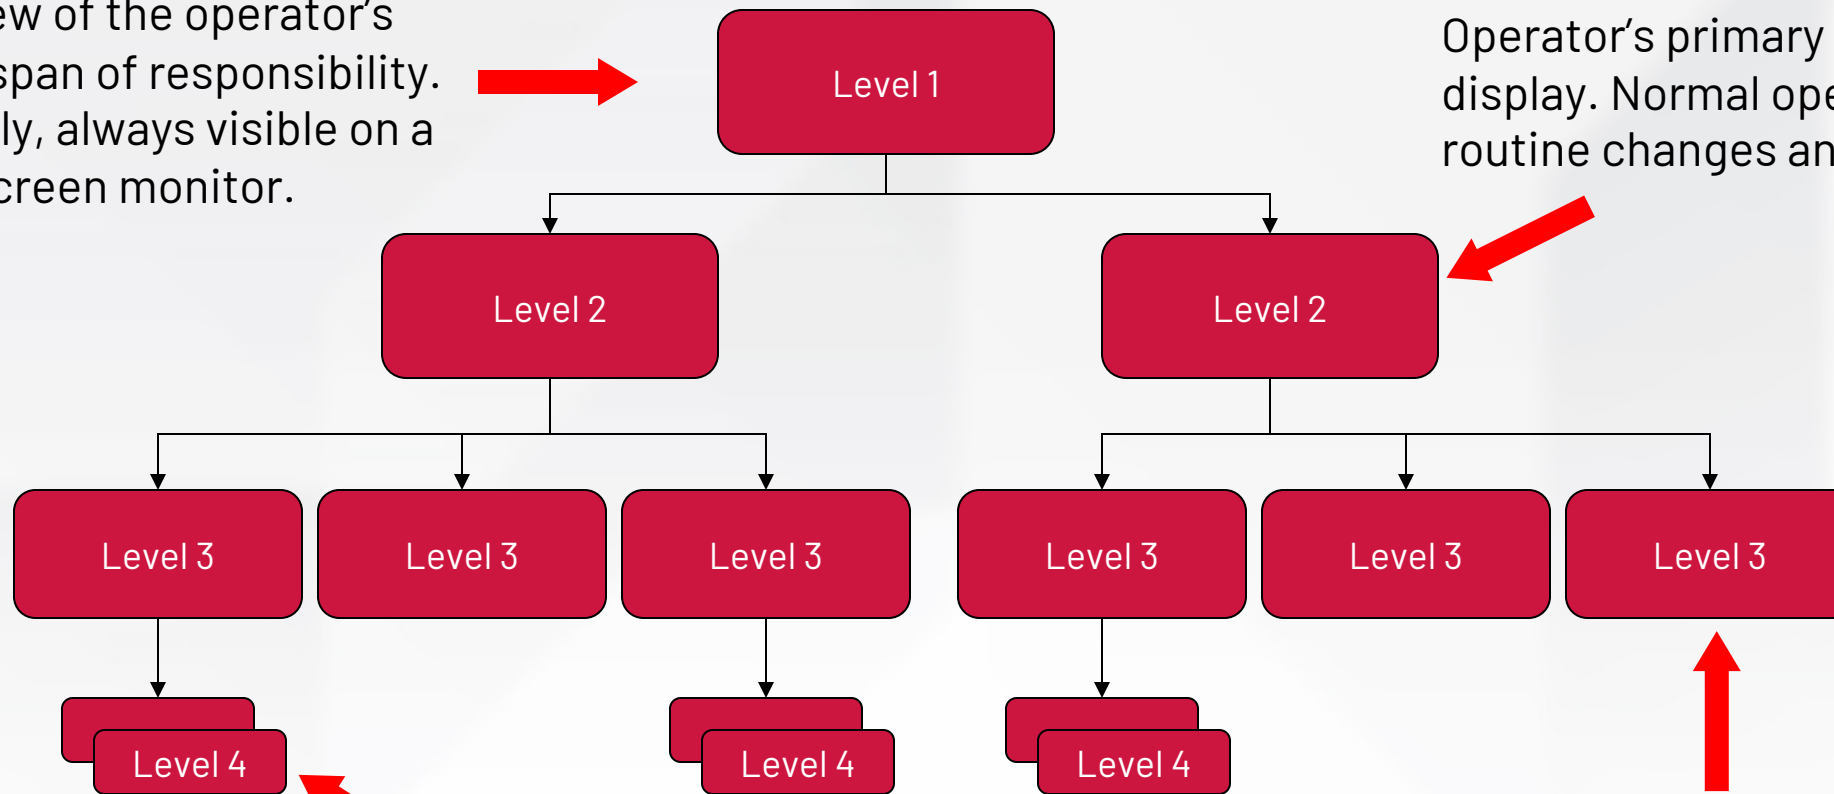 ew of the operator's
span of responsibility.
ly, always visible on a
creen monitor.
Level 1
Operator's primary
display. Normal ope
routine changes an
Level 2
Level 2
Level 3
Level 3
Level 3
Level 3
Level 3
Level 3
Level 4
Level 4
Level 4